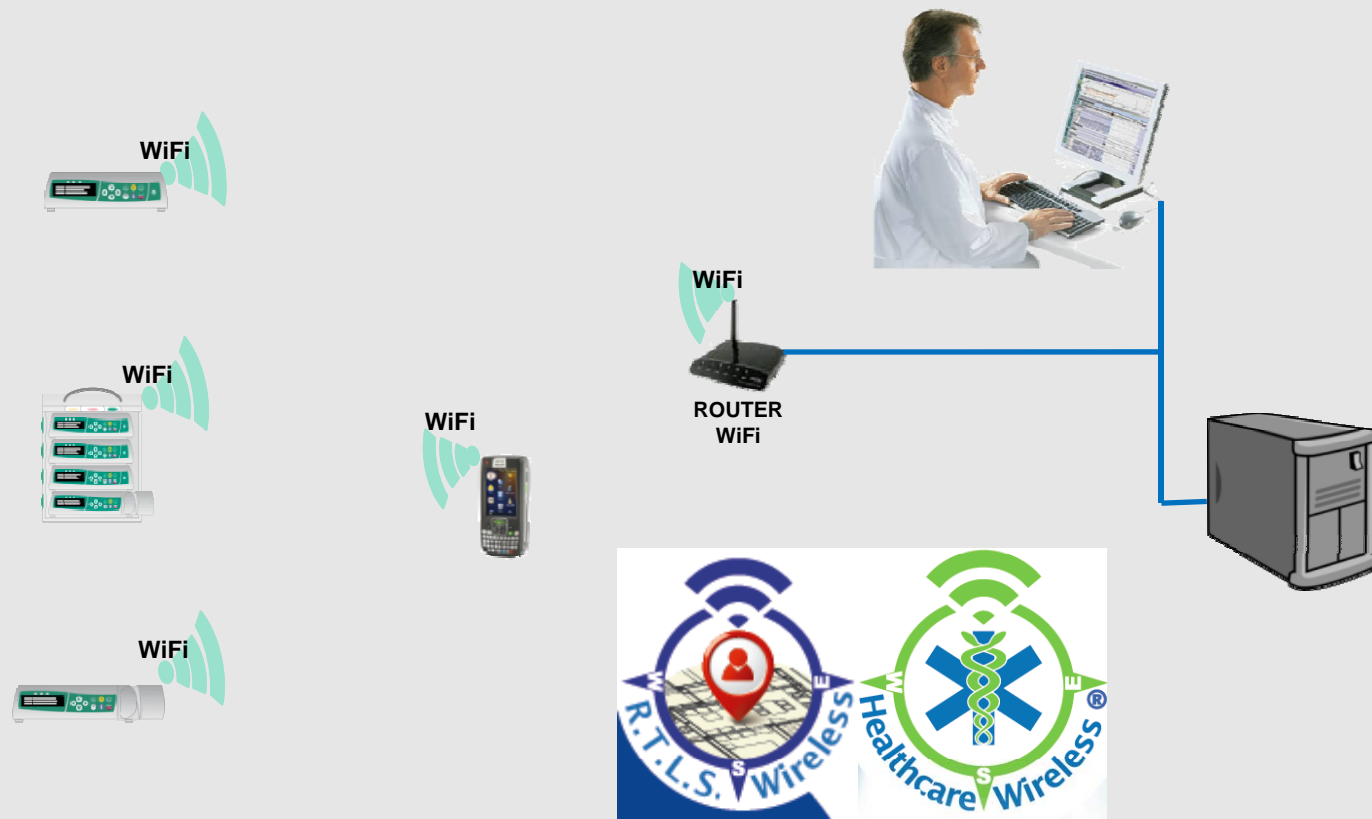 WiFi
WiFi
WiFi
WiFi
WiFi
ROUTER
WiFi
W
E
S
R.T.L.S. Wireless
W
E
S
Healthcare Wireless®